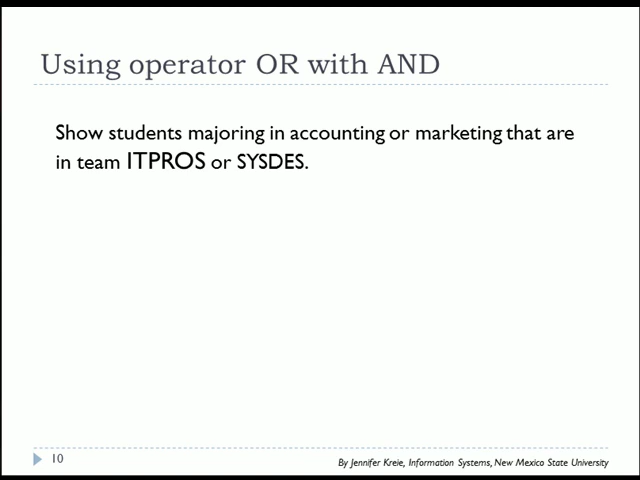 Using operator OR with AND
Show students majoring in accounting or marketing that are
in team ITPROS or SYSDES.
10
By Jennifer Kreie, Information Systems, New Mexico State University